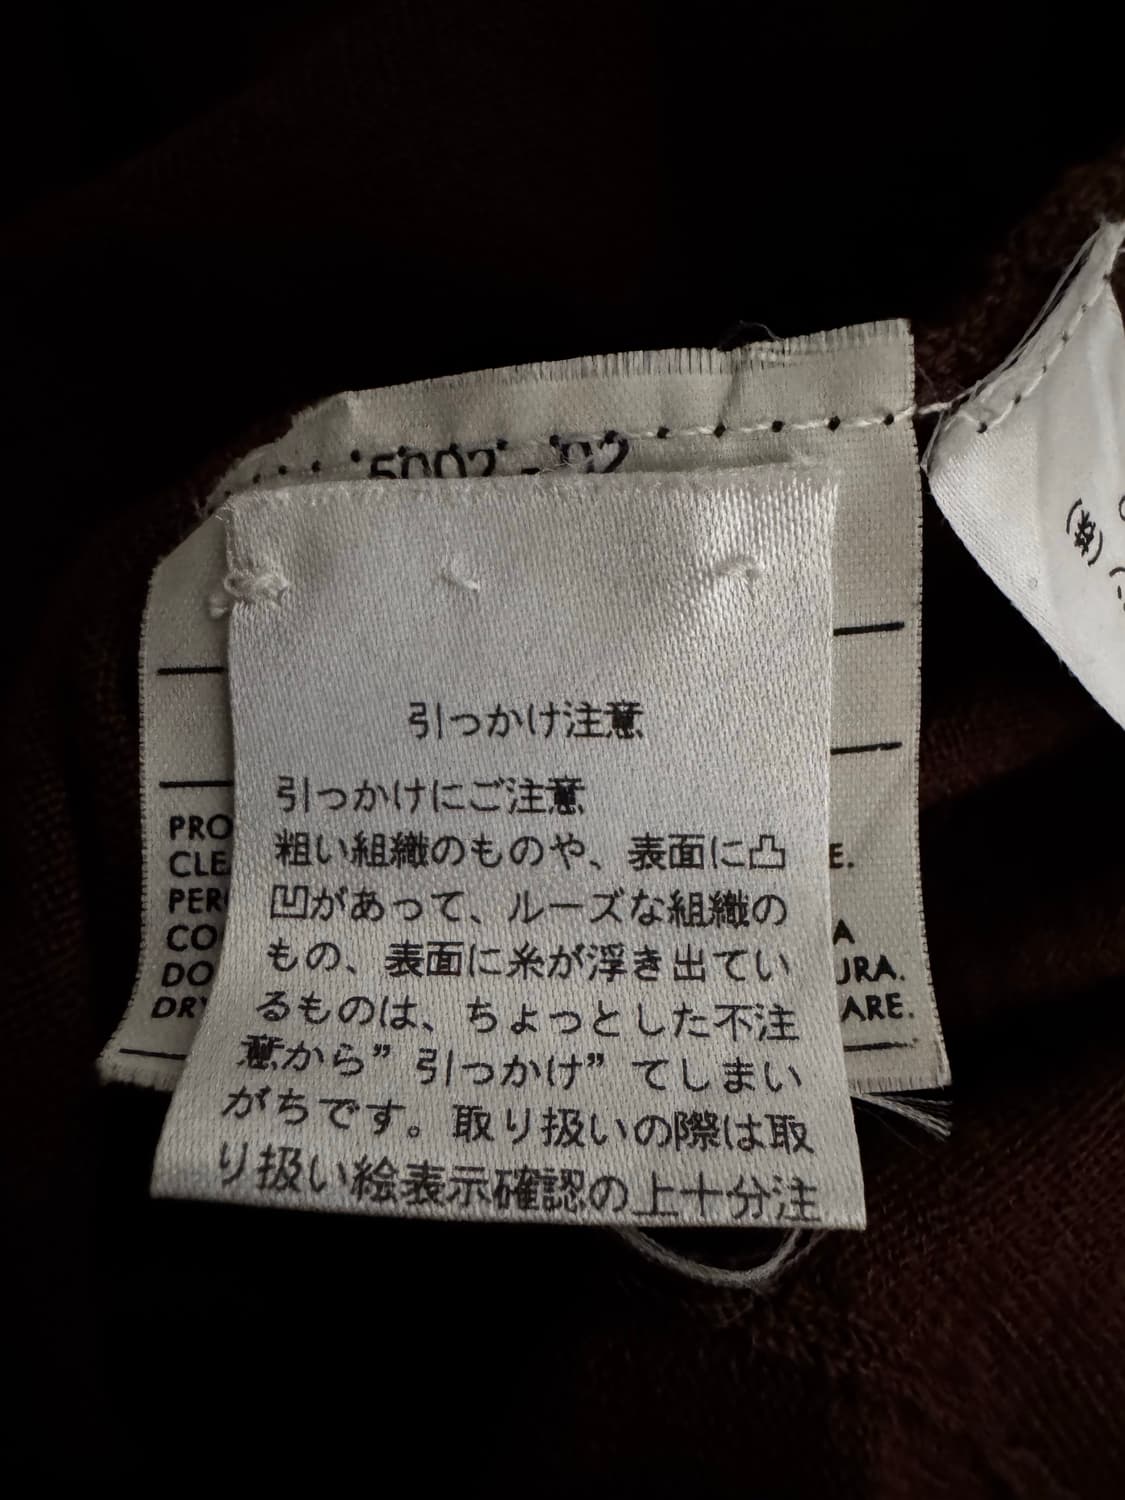 引っかけ注意
引っかけにご注意
粗い組織のものや、表面に凸
凹があって、ルーズな組織の
もの、表面に糸が浮き出てい
るものは、ちょっとした不注
意から”引っかけ”てしまい
がちです。取り扱いの際は取
り扱い絵表示確認の上十分注
PRO
CLE
E.
PER
CO
A
DO
URA.
DRY
ARE.